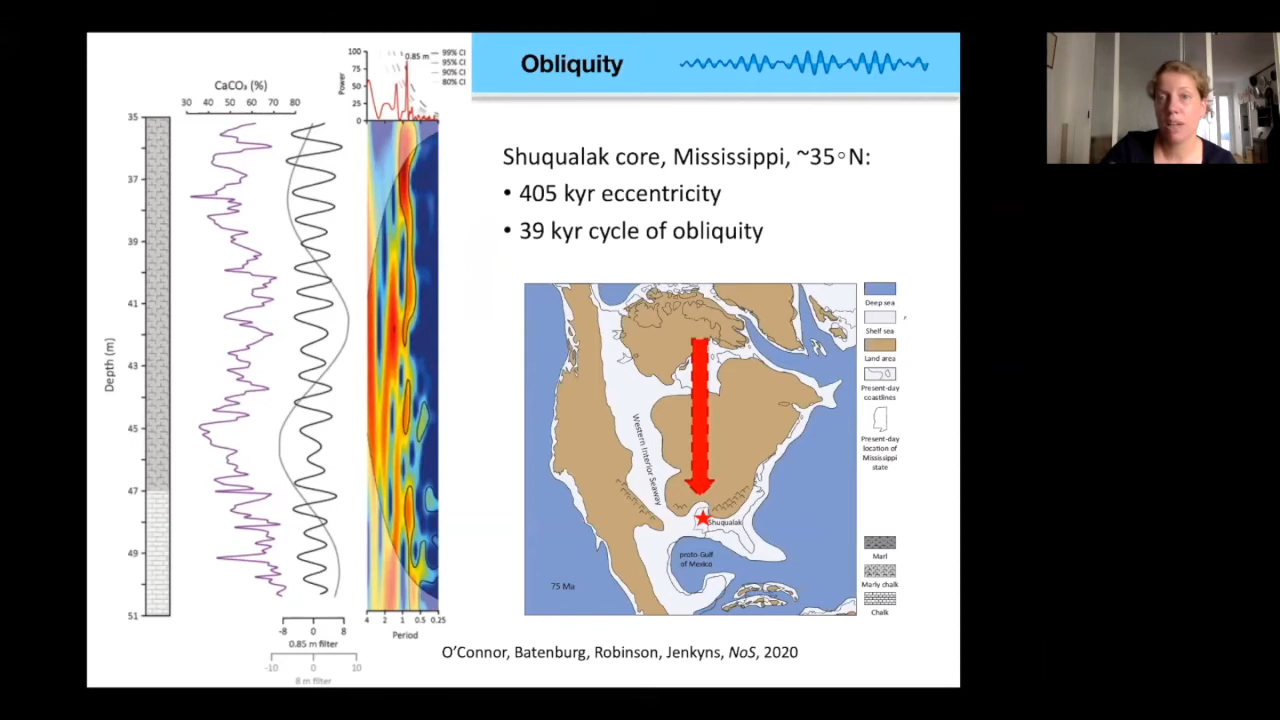 Obliquity
CaCO₃ (%)
30 40 50 60 70 80
Power
100
75
50
25
0
0.85 m
99% CI
95% CI
90% CI
80% CI
Depth (m)
35
37
39
41
43
45
47
49
51
-8 0 8
0.85 m filter
-10 0 10
8 m filter
4 2 1 0.5 0.25
Period
Shuqualak core, Mississippi, ~35◦N:
• 405 kyr eccentricity
• 39 kyr cycle of obliquity
Western Interior Seaway
Shuqualak
proto-Gulf
of Mexico
75 Ma
Deep sea
Shelf sea
Land area
Present-day
coastlines
Present-day
location of
Mississippi
state
Marl
Marly chalk
Chalk
O'Connor, Batenburg, Robinson, Jenkyns, NoS, 2020